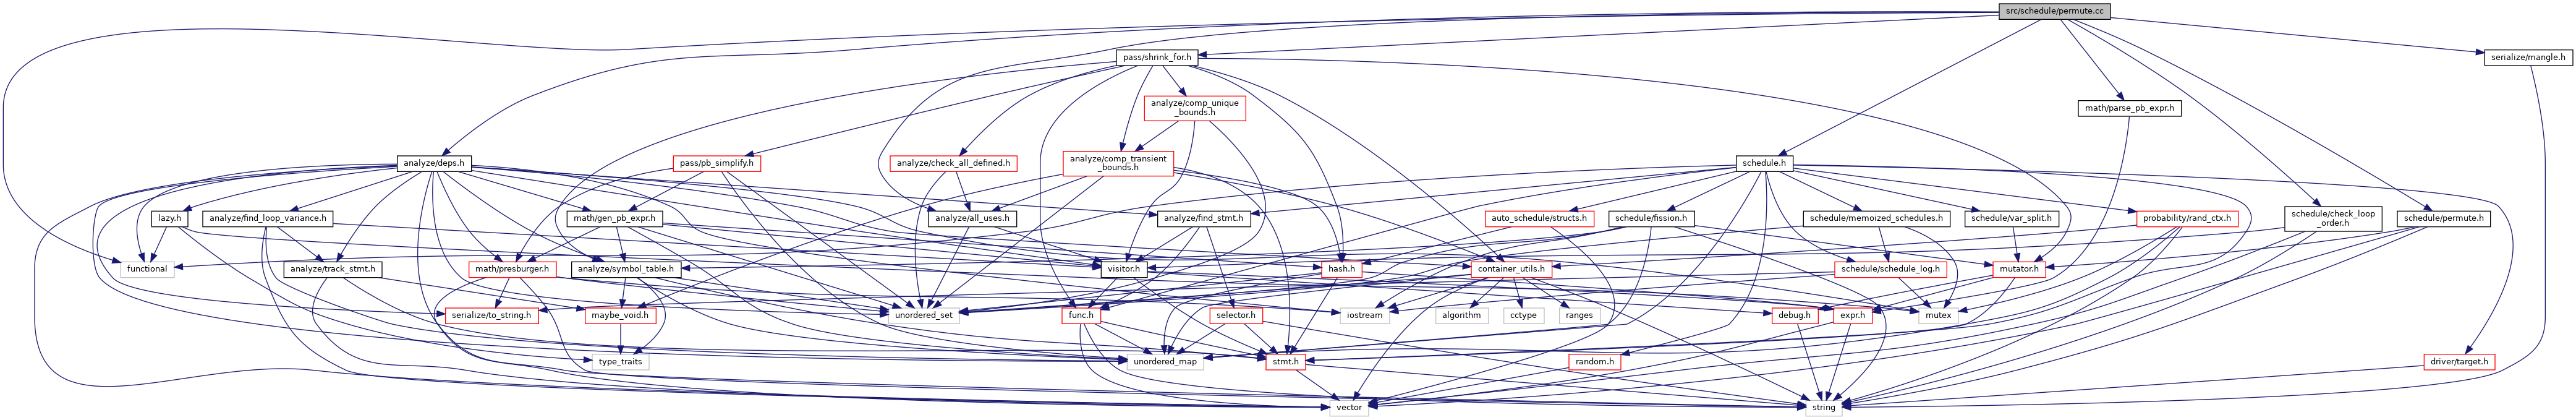 src/schedule/permute.cc
pass/shrink_for.h
serialize/mangle.h
analyze/comp_unique
_bounds.h
math/parse_pb_expr.h
analyze/deps.h
pass/pb_simplify.h
analyze/check_all_defined.h
analyze/comp_transient
_bounds.h
schedule.h
lazy.h
analyze/find_loop_variance.h
math/gen_pb_expr.h
analyze/all_uses.h
analyze/find_stmt.h
auto_schedule/structs.h
schedule/fission.h
schedule/memoized_schedules.h
schedule/var_split.h
probability/rand_ctx.h
schedule/check_loop
_order.h
schedule/permute.h
functional
analyze/track_stmt.h
math/presburger.h
analyze/symbol_table.h
visitor.h
hash.h
container_utils.h
schedule/schedule_log.h
mutator.h
serialize/to_string.h
maybe_void.h
unordered_set
func.h
selector.h
iostream
algorithm
cctype
ranges
debug.h
expr.h
mutex
type_traits
unordered_map
stmt.h
random.h
driver/target.h
vector
string